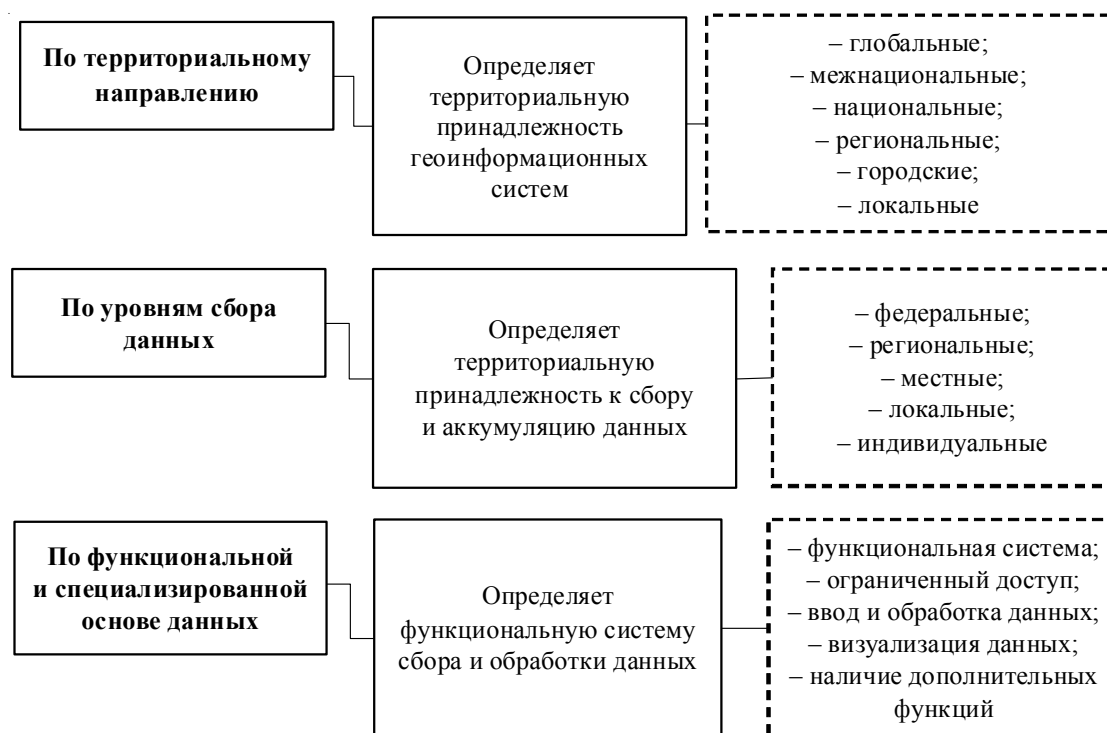 По территориальному
направлению
Определяет
территориальную
принадлежность
геоинформационных
систем
– глобальные;
– межнациональные;
– национальные;
– региональные;
– городские;
– локальные
По уровням сбора
данных
Определяет
территориальную
принадлежность к сбору
и аккумуляцию данных
– федеральные;
– региональные;
– местные;
– локальные;
– индивидуальные
По функциональной
и специализированной
основе данных
Определяет
функциональную систему
сбора и обработки данных
– функциональная система;
– ограниченный доступ;
– ввод и обработка данных;
– визуализация данных;
– наличие дополнительных
функций